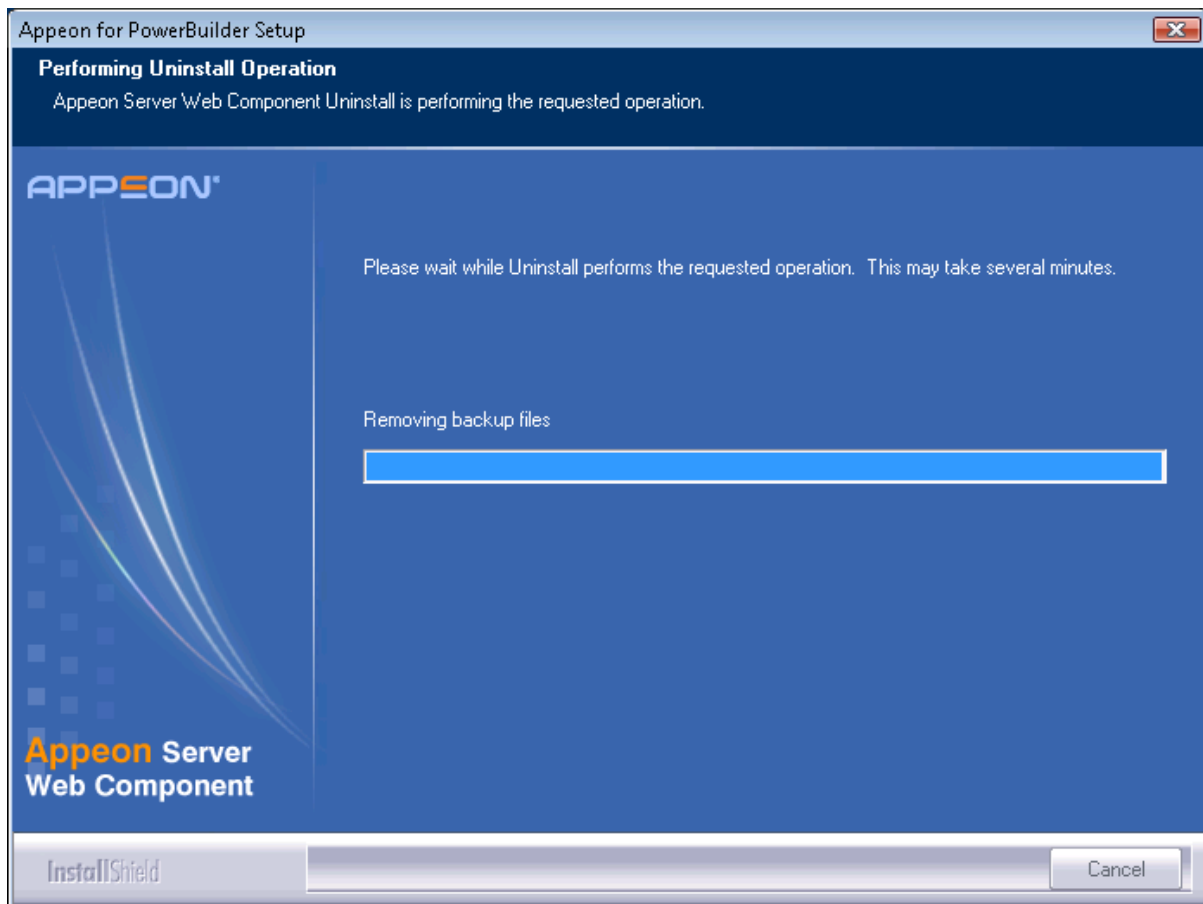 Appeon for PowerBuilder Setup
Performing Uninstall Operation
Appeon Server Web Component Uninstall is performing the requested operation.
APPEON
Please wait while Uninstall performs the requested operation.  This may take several minutes.
Removing backup files
Appeon Server
Web Component
InstallShield
Cancel